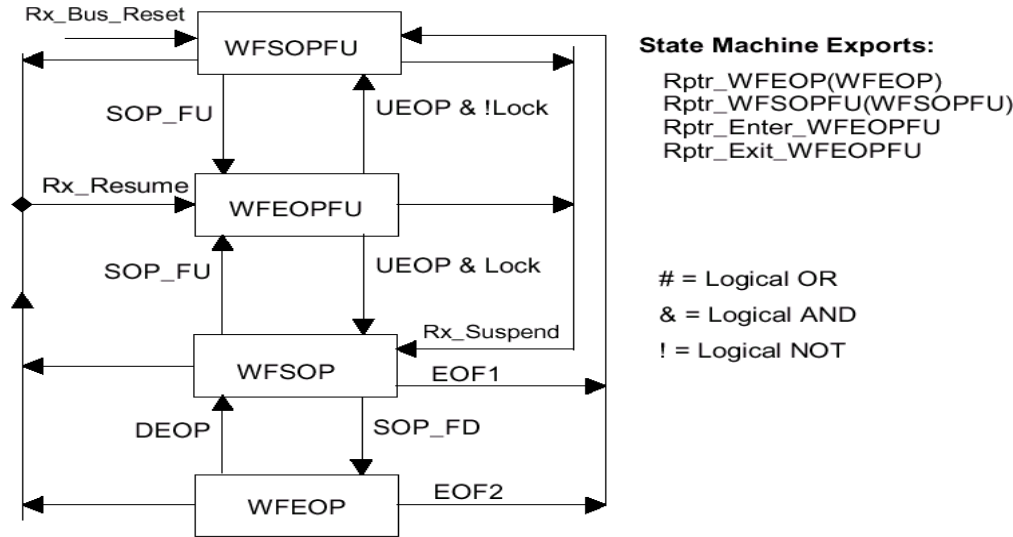 Rx_Bus_Reset
WFSOPFU
SOP_FU
UEOP & !Lock
Rx_Resume
WFEOPFU
SOP_FU
UEOP & Lock
Rx_Suspend
WFSOP
EOF1
DEOP
SOP_FD
WFEOP
EOF2
State Machine Exports:
Rptr_WFEOP(WFEOP)
Rptr_WFSOPFU(WFSOPFU)
Rptr_Enter_WFEOPFU
Rptr_Exit_WFEOPFU
# = Logical OR
& = Logical AND
! = Logical NOT